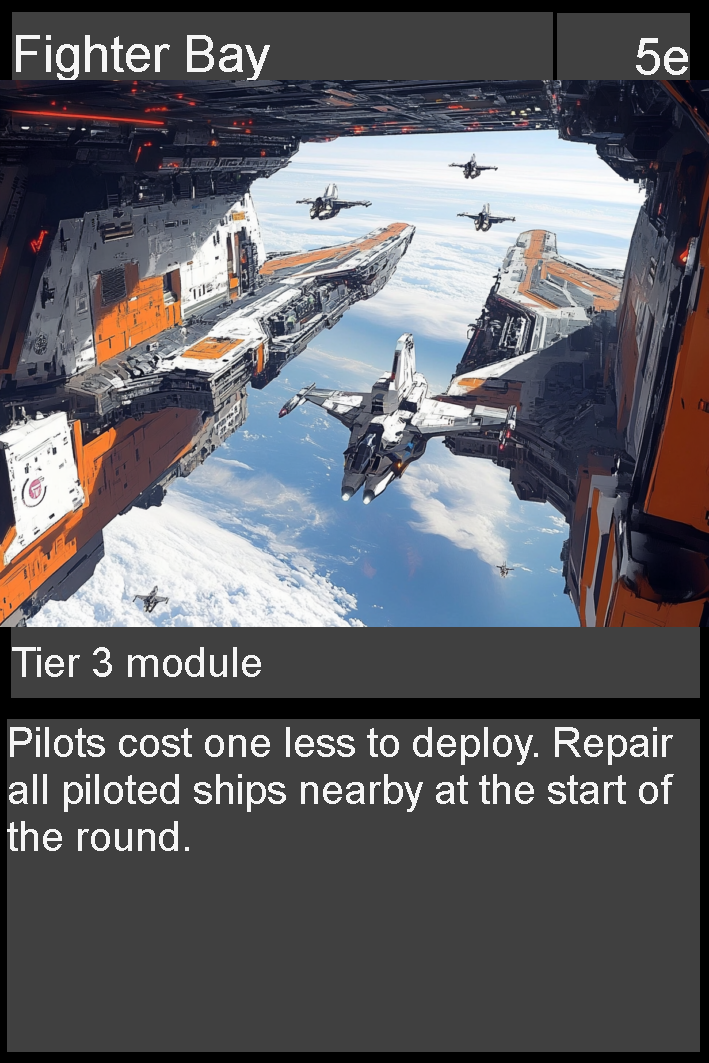 Fighter Bay
5e
Tier 3 module
Pilots cost one less to deploy. Repair
all piloted ships nearby at the start of
the round.